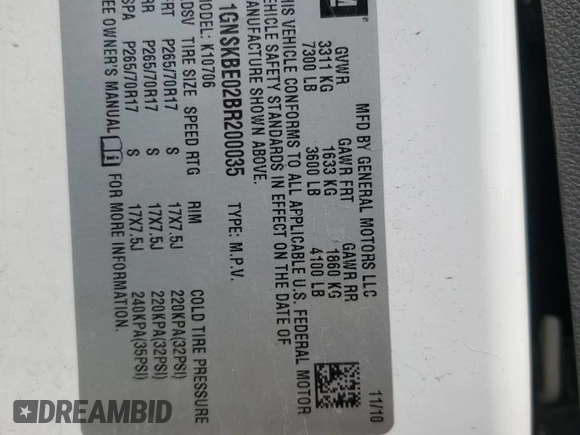 MFD BY GENERAL MOTORS LLC
11/10
GVWR GAWR FRT GAWR RR
3311 KG 1633 KG 1860 KG
7300 LB 3600 LB 4100 LB
THIS VEHICLE CONFORMS TO ALL APPLICABLE U.S. FEDERAL MOTOR
VEHICLE SAFETY STANDARDS IN EFFECT ON THE DATE OF
MANUFACTURE SHOWN ABOVE.
1GNSKBE02BR200035 TYPE: M.P.V.
MODEL: K10706
DSV TIRE SIZE SPEED RTG RIM COLD TIRE PRESSURE
FRT P265/70R17 S 17X7.5J 220KPA(32PSI)
RR P265/70R17 S 17X7.5J 220KPA(32PSI)
SPA P265/70R17 S 17X7.5J 240KPA(35PSI)
SEE OWNER'S MANUAL i FOR MORE INFORMATION.
DREAMBID